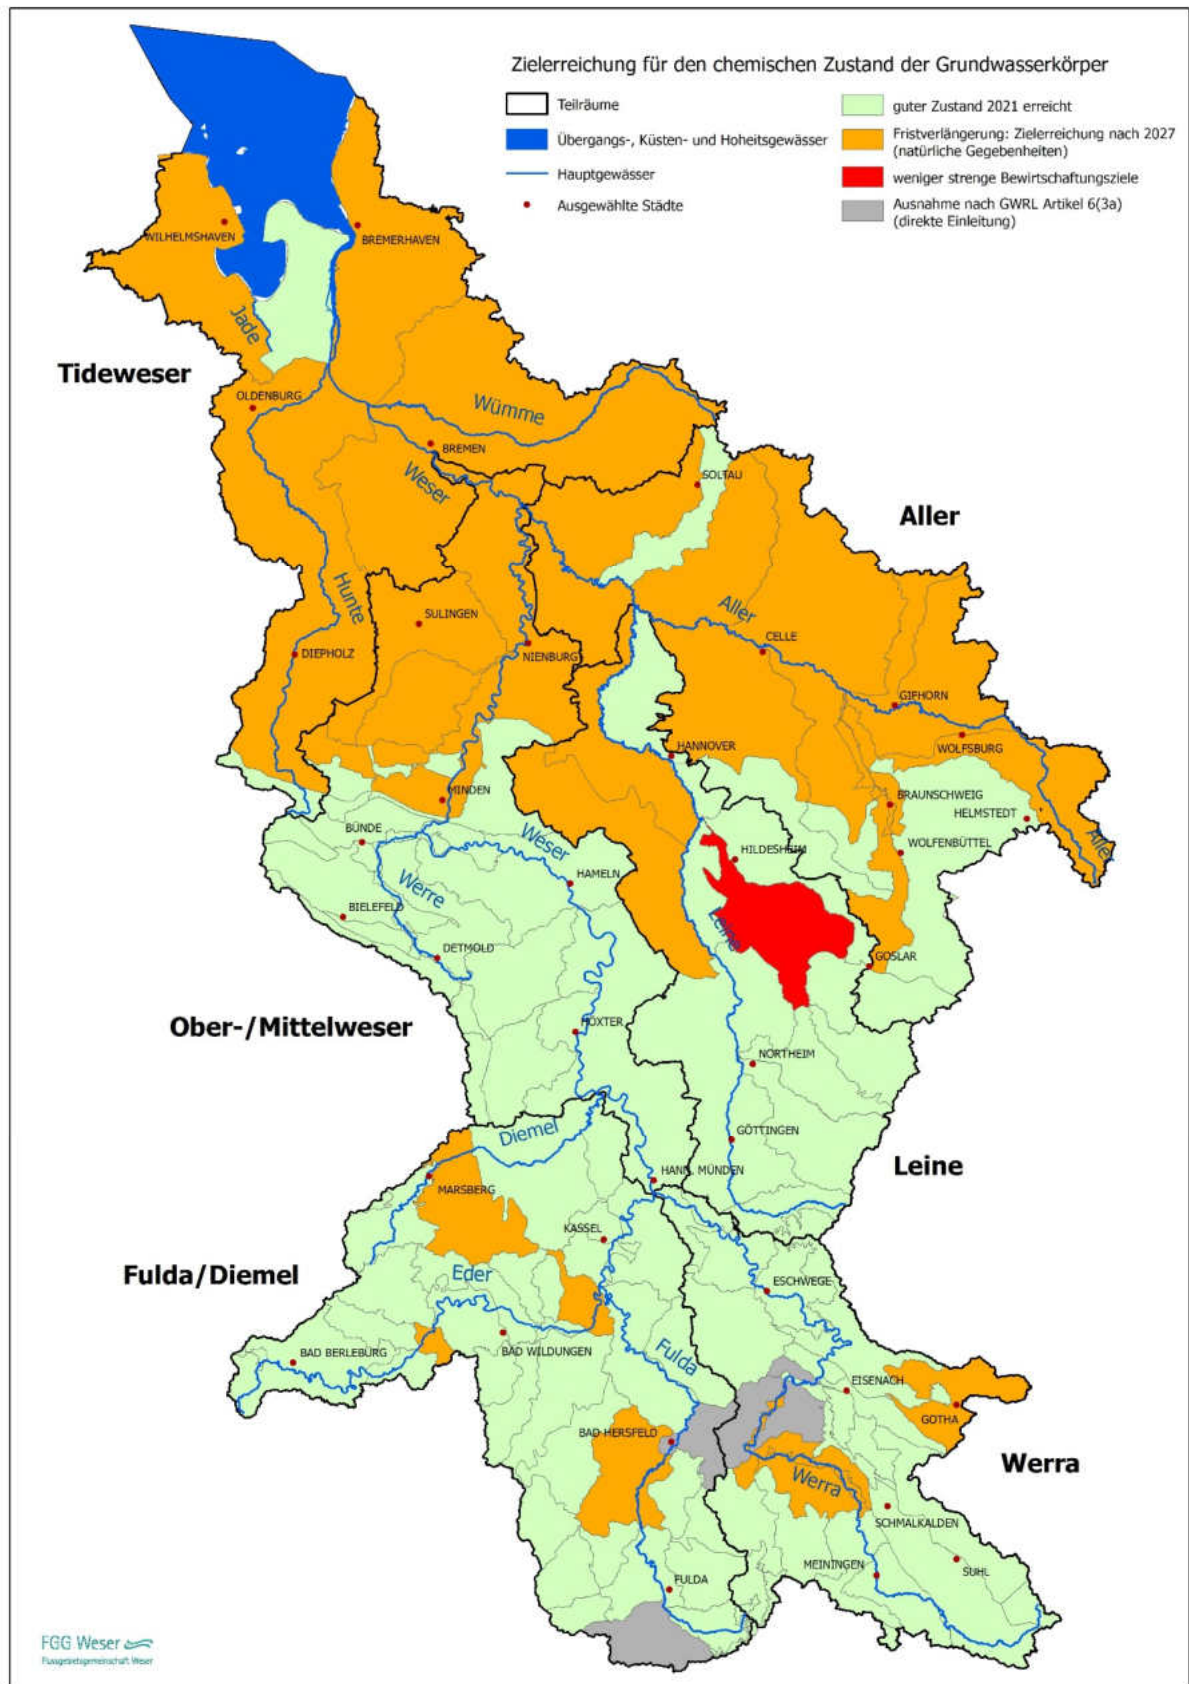 Zielerreichung für den chemischen Zustand der Grundwasserkörper
Teilräume
Übergangs-, Küsten- und Hoheitsgewässer
Hauptgewässer
Ausgewählte Städte
guter Zustand 2021 erreicht
Fristverlängerung: Zielerreichung nach 2027
(natürliche Gegebenheiten)
weniger strenge Bewirtschaftungsziele
Ausnahme nach GWRL Artikel 6(3a)
(direkte Einleitung)
WILHELMSHAVEN
BREMERHAVEN
Jade
Tideweser
OLDENBURG
Wümme
BREMEN
Weser
SOLTAU
Aller
Hunte
SULINGEN
Aller
CELLE
DIEPHOLZ
NIENBURG
GIFHORN
WOLFSBURG
HANNOVER
MINDEN
BRAUNSCHWEIG
HELMSTEDT
BÜNDE
Weser
Aller
HILDESHEIM
WOLFENBÜTTEL
HAMELN
Werre
BIELEFELD
Leine
DETMOLD
GOSLAR
Ober-/Mittelweser
HÖXTER
NORTHEIM
Diemel
GÖTTINGEN
Leine
HANN. MÜNDEN
MARSBERG
KASSEL
Fulda/Diemel
Eder
ESCHWEGE
BAD BERLEBURG
BAD WILDUNGEN
Fulda
EISENACH
GOTHA
BAD HERSFELD
Werra
Werra
SCHMALKALDEN
MEININGEN
SUHL
FULDA
FGG Weser
Flussgebietsgemeinschaft Weser